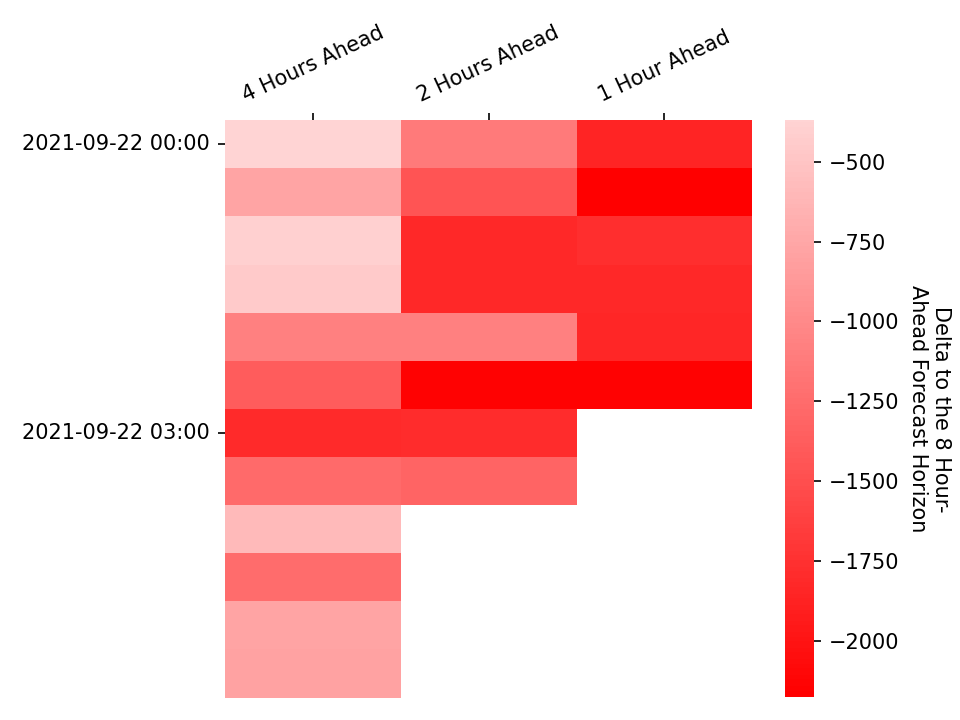 4 Hours Ahead
2 Hours Ahead
1 Hour Ahead
2021-09-22 00:00
2021-09-22 03:00
−500
−750
−1000
−1250
−1500
−1750
−2000
Delta to the 8 Hour-
Ahead Forecast Horizon